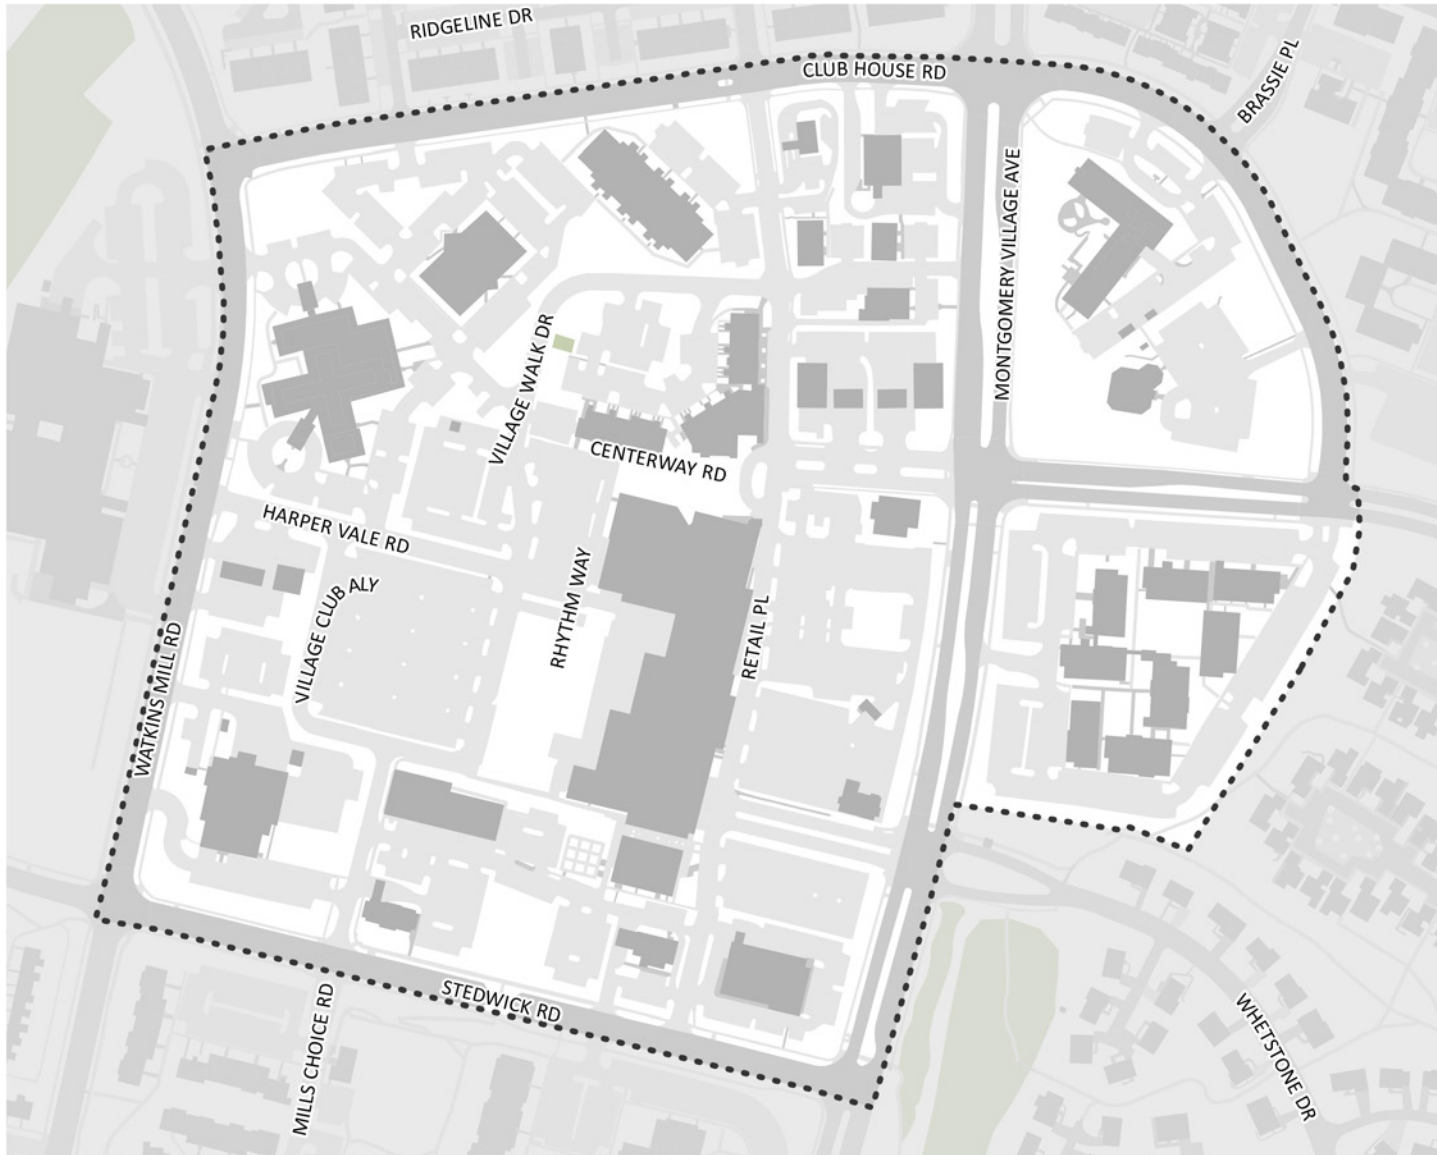 RIDGELINE DR
CLUB HOUSE RD
BRASSIE PL
MONTGOMERY VILLAGE AVE
VILLAGE WALK DR
CENTERWAY RD
HARPER VALE RD
VILLAGE CLUB ALY
RHYTHM WAY
RETAIL PL
WATKINS MILL RD
STEDWICK RD
MILLS CHOICE RD
WHETSTONE DR